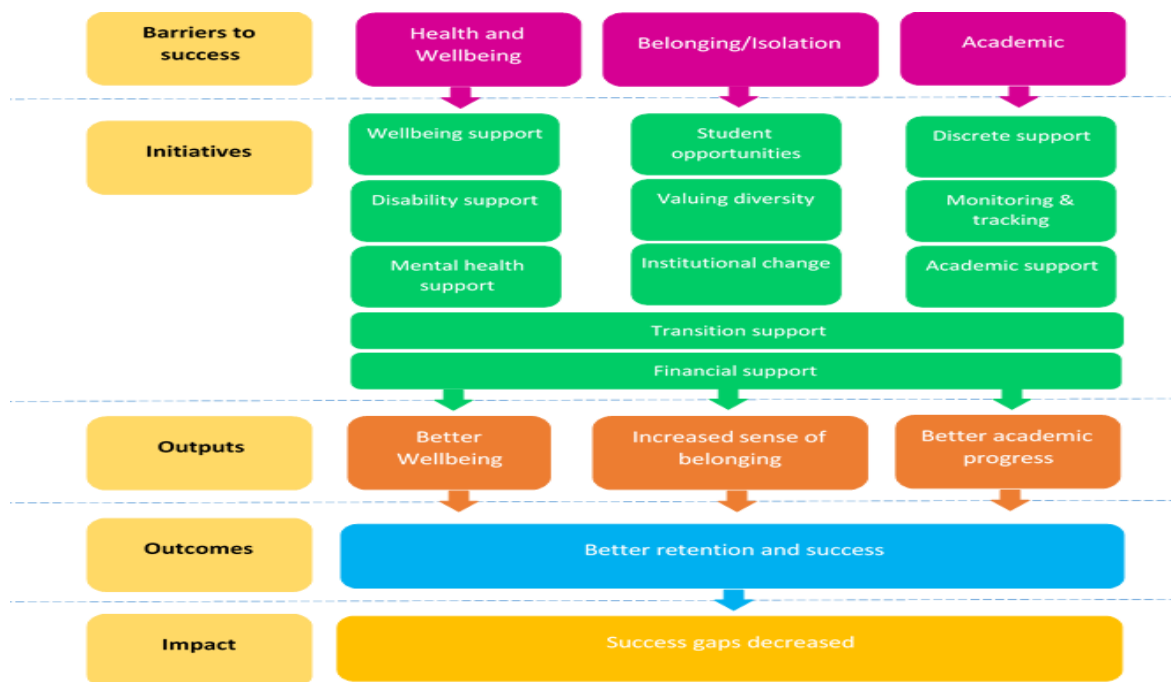 Barriers to
success
Health and
Wellbeing
Belonging/Isolation
Academic
Initiatives
Wellbeing support
Student
opportunities
Discrete support
Disability support
Valuing diversity
Monitoring &
tracking
Mental health
support
Institutional change
Academic support
Transition support
Financial support
Outputs
Better
Wellbeing
Increased sense of
belonging
Better academic
progress
Outcomes
Better retention and success
Impact
Success gaps decreased